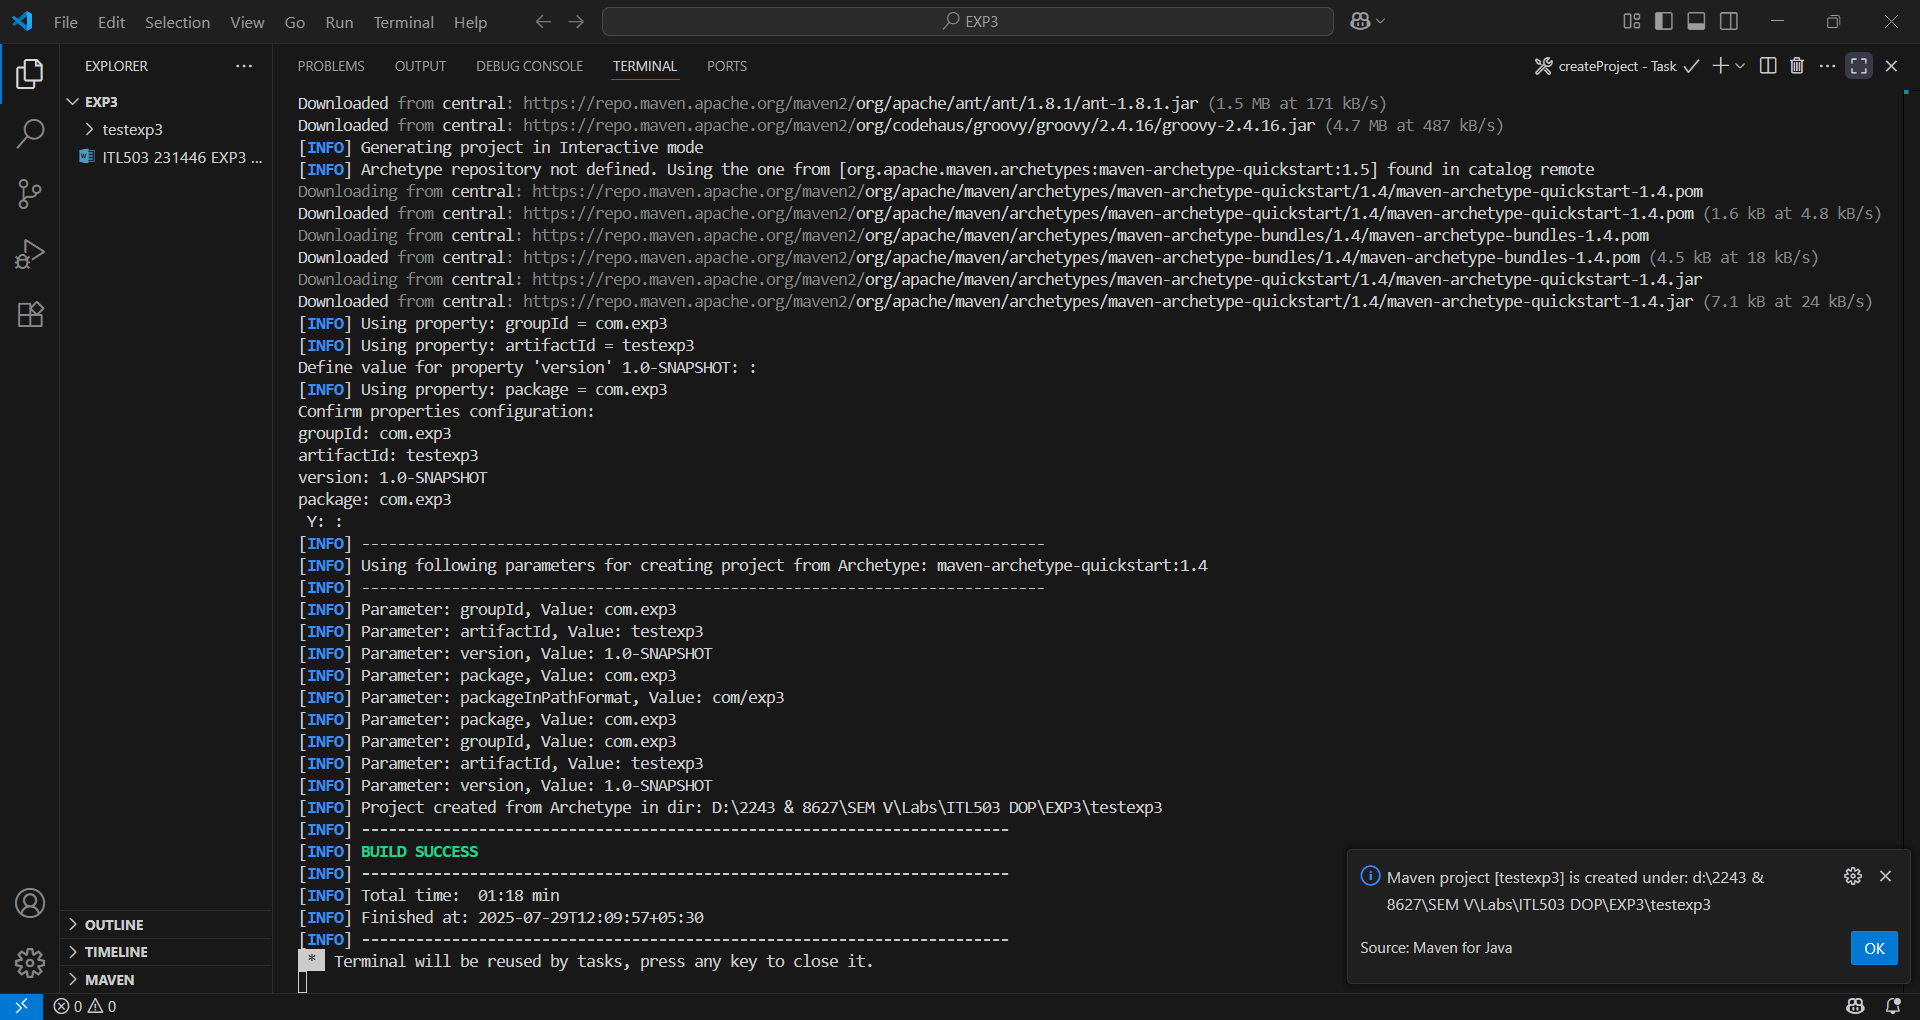 File Edit Selection View Go Run Terminal Help
EXP3
EXPLORER
EXP3
testexp3
ITL503 231446 EXP3 ...
OUTLINE
TIMELINE
MAVEN
PROBLEMS OUTPUT DEBUG CONSOLE TERMINAL PORTS
createProject - Task
Downloaded from central: https://repo.maven.apache.org/maven2/org/apache/ant/ant/1.8.1/ant-1.8.1.jar (1.5 MB at 171 kB/s)
Downloaded from central: https://repo.maven.apache.org/maven2/org/codehaus/groovy/groovy/2.4.16/groovy-2.4.16.jar (4.7 MB at 487 kB/s)
[INFO] Generating project in Interactive mode
[INFO] Archetype repository not defined. Using the one from [org.apache.maven.archetypes:maven-archetype-quickstart:1.5] found in catalog remote
Downloading from central: https://repo.maven.apache.org/maven2/org/apache/maven/archetypes/maven-archetype-quickstart/1.4/maven-archetype-quickstart-1.4.pom
Downloaded from central: https://repo.maven.apache.org/maven2/org/apache/maven/archetypes/maven-archetype-quickstart/1.4/maven-archetype-quickstart-1.4.pom (1.6 kB at 4.8 kB/s)
Downloading from central: https://repo.maven.apache.org/maven2/org/apache/maven/archetypes/maven-archetype-bundles/1.4/maven-archetype-bundles-1.4.pom
Downloaded from central: https://repo.maven.apache.org/maven2/org/apache/maven/archetypes/maven-archetype-bundles/1.4/maven-archetype-bundles-1.4.pom (4.5 kB at 18 kB/s)
Downloading from central: https://repo.maven.apache.org/maven2/org/apache/maven/archetypes/maven-archetype-quickstart/1.4/maven-archetype-quickstart-1.4.jar
Downloaded from central: https://repo.maven.apache.org/maven2/org/apache/maven/archetypes/maven-archetype-quickstart/1.4/maven-archetype-quickstart-1.4.jar (7.1 kB at 24 kB/s)
[INFO] Using property: groupId = com.exp3
[INFO] Using property: artifactId = testexp3
Define value for property 'version' 1.0-SNAPSHOT: :
[INFO] Using property: package = com.exp3
Confirm properties configuration:
groupId: com.exp3
artifactId: testexp3
version: 1.0-SNAPSHOT
package: com.exp3
Y: :
[INFO] ----------------------------------------------------------------------------
[INFO] Using following parameters for creating project from Archetype: maven-archetype-quickstart:1.4
[INFO] ----------------------------------------------------------------------------
[INFO] Parameter: groupId, Value: com.exp3
[INFO] Parameter: artifactId, Value: testexp3
[INFO] Parameter: version, Value: 1.0-SNAPSHOT
[INFO] Parameter: package, Value: com.exp3
[INFO] Parameter: packageInPathFormat, Value: com/exp3
[INFO] Parameter: package, Value: com.exp3
[INFO] Parameter: groupId, Value: com.exp3
[INFO] Parameter: artifactId, Value: testexp3
[INFO] Parameter: version, Value: 1.0-SNAPSHOT
[INFO] Project created from Archetype in dir: D:\2243 & 8627\SEM V\Labs\ITL503 DOP\EXP3\testexp3
[INFO] ------------------------------------------------------------------------
[INFO] BUILD SUCCESS
[INFO] ------------------------------------------------------------------------
[INFO] Total time:  01:18 min
[INFO] Finished at: 2025-07-29T12:09:57+05:30
[INFO] ------------------------------------------------------------------------
* Terminal will be reused by tasks, press any key to close it.
Maven project [testexp3] is created under: d:\2243 &
8627\SEM V\Labs\ITL503 DOP\EXP3\testexp3
Source: Maven for Java
OK
0 0